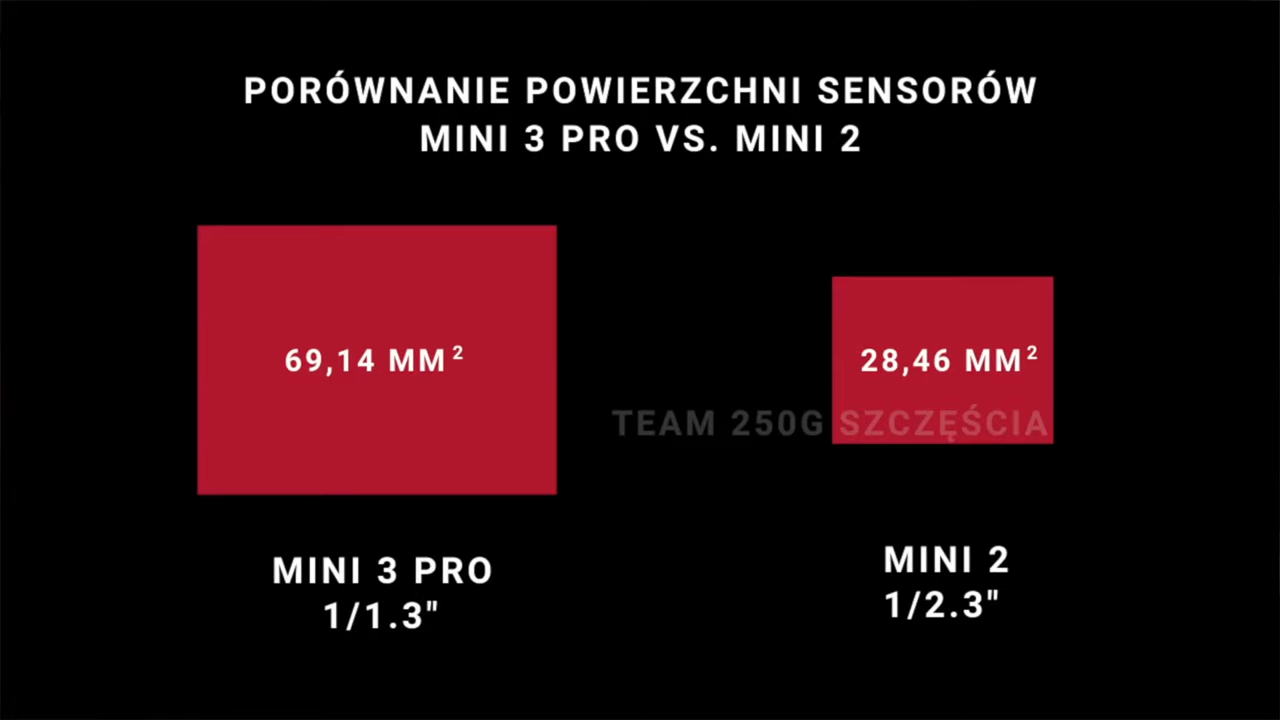 PORÓWNANIE POWIERZCHNI SENSORÓW
MINI 3 PRO VS. MINI 2
69,14 MM²
28,46 MM²
TEAM 250G SZCZĘŚCIA
MINI 3 PRO
1/1.3"
MINI 2
1/2.3"